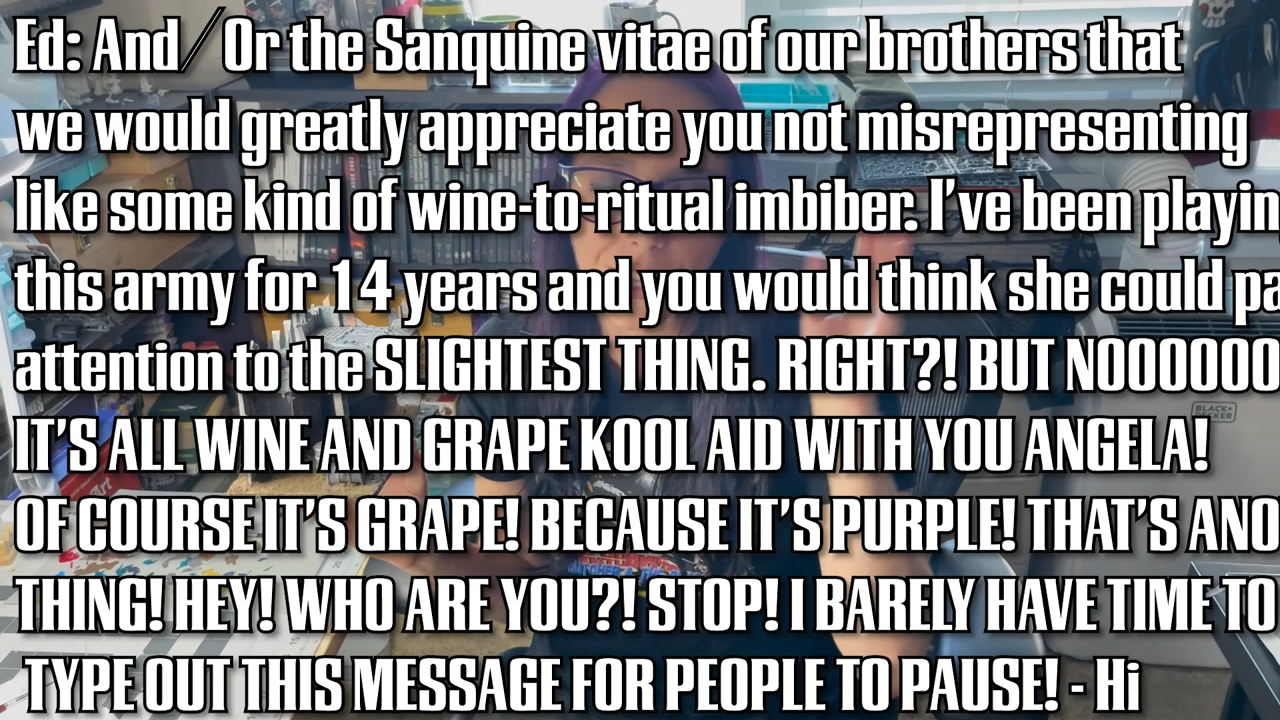 Ed: And/Or the Sanquine vitae of our brothers that
we would greatly appreciate you not misrepresenting
like some kind of wine-to-ritual imbiber. I've been playin
this army for 14 years and you would think she could pa
attention to the SLIGHTEST THING. RIGHT?! BUT NOOOOOO
IT'S ALL WINE AND GRAPE KOOL AID WITH YOU ANGELA!
OF COURSE IT'S GRAPE! BECAUSE IT'S PURPLE! THAT'S ANO
THING! HEY! WHO ARE YOU?! STOP! I BARELY HAVE TIME TO
TYPE OUT THIS MESSAGE FOR PEOPLE TO PAUSE! - Hi
BLACK+
DECKER